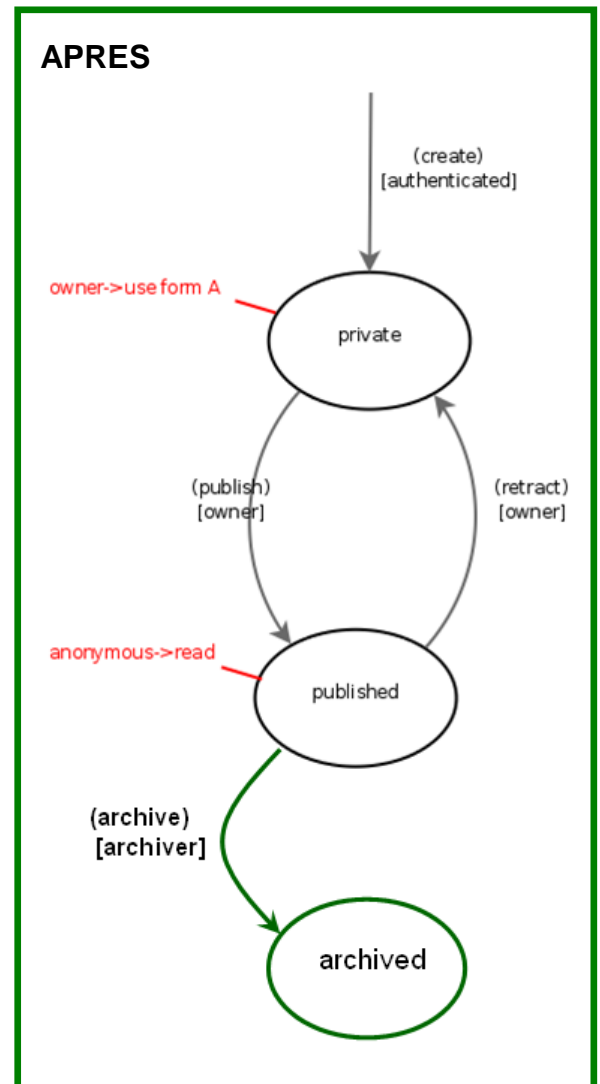 APRES
(create)
[authenticated]
owner->use form A
private
(publish)
[owner]
(retract)
[owner]
anonymous->read
published
(archive)
[archiver]
archived